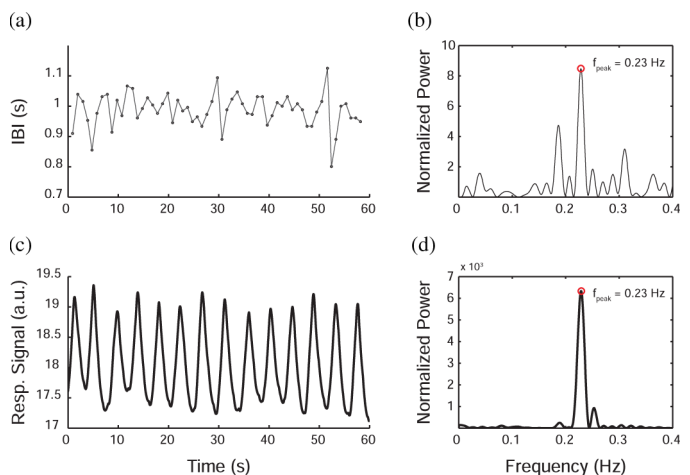 (a)
IBI (s)
1.1
1
0.9
0.8
0.7
0 10 20 30 40 50 60
(b)
Normalized Power
10
8
6
4
2
0 0.1 0.2 0.3 0.4
f peak = 0.23 Hz
(c)
Resp. Signal (a.u.)
19.5
19
18.5
18
17.5
17
0 10 20 30 40 50 60
Time (s)
(d)
x 10³
Normalized Power
7
6
5
4
3
2
1
0 0.1 0.2 0.3 0.4
f peak = 0.23 Hz
Frequency (Hz)